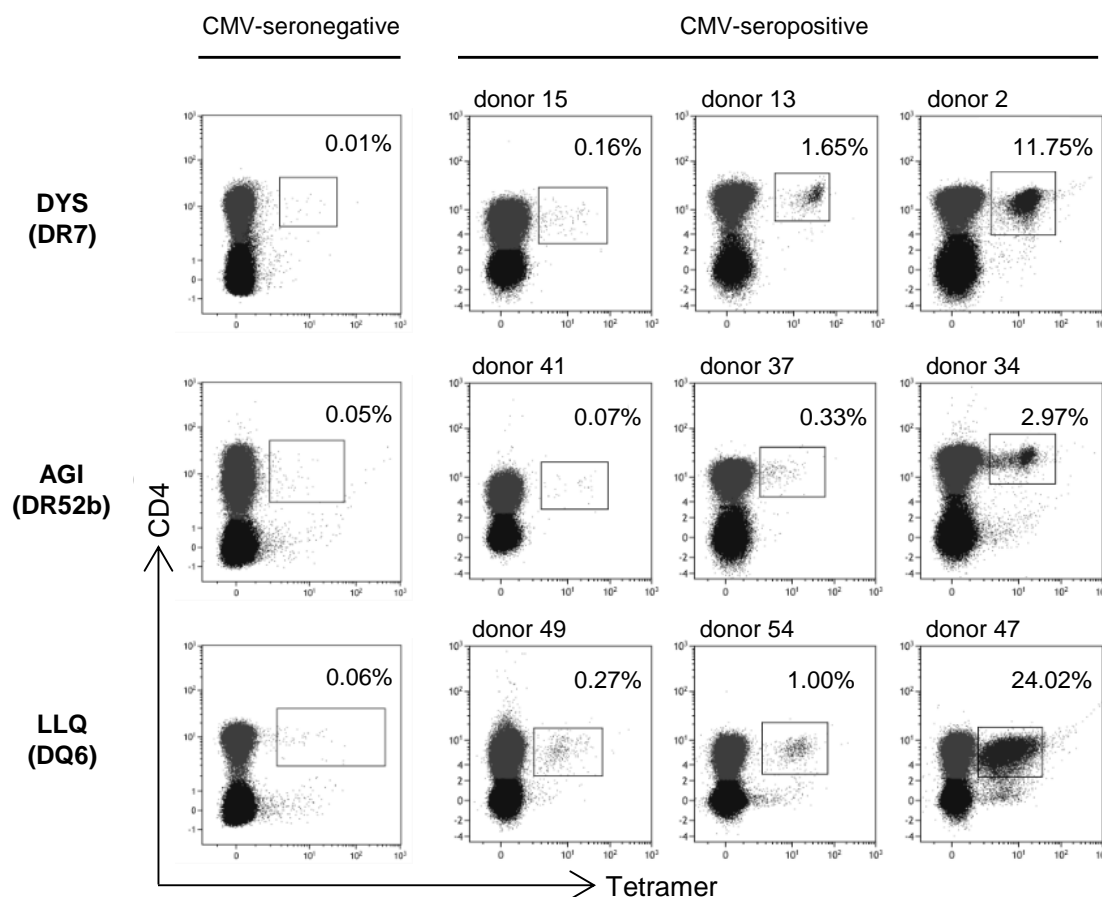 CMV-seronegative
CMV-seropositive
DYS
(DR7)
0.01%
donor 15
0.16%
donor 13
1.65%
donor 2
11.75%
AGI
(DR52b)
0.05%
donor 41
0.07%
donor 37
0.33%
donor 34
2.97%
LLQ
(DQ6)
0.06%
donor 49
0.27%
donor 54
1.00%
donor 47
24.02%
CD4
Tetramer